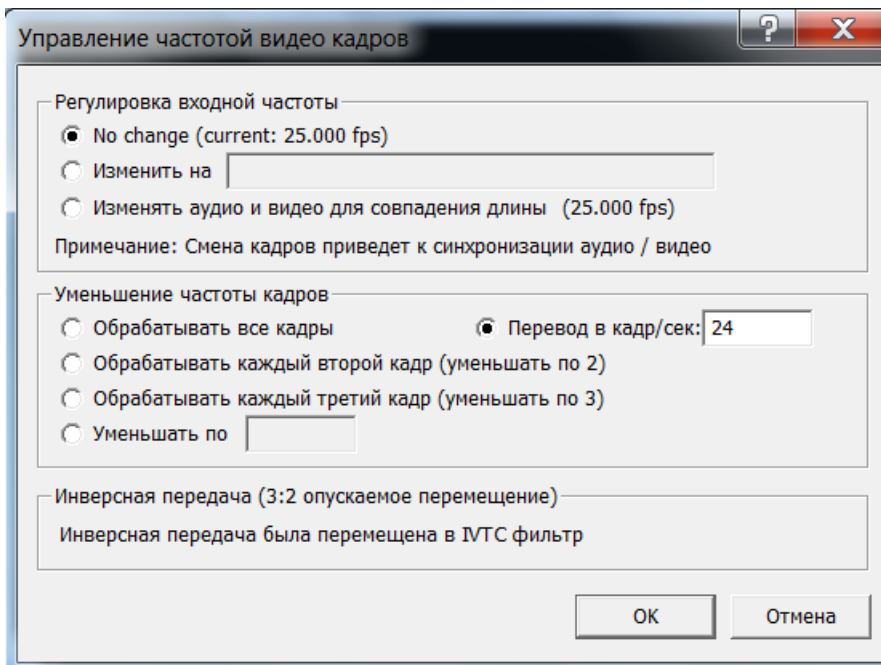 Управление частотой видео кадров
Регулировка входной частоты
No change (current: 25.000 fps)
Изменить на
Изменять аудио и видео для совпадения длины (25.000 fps)
Примечание: Смена кадров приведет к синхронизации аудио / видео
Уменьшение частоты кадров
Обрабатывать все кадры Перевод в кадр/сек: 24
Обрабатывать каждый второй кадр (уменьшать по 2)
Обрабатывать каждый третий кадр (уменьшать по 3)
Уменьшать по
Инверсная передача (3:2 опускаемое перемещение)
Инверсная передача была перемещена в IVTC фильтр
OK Отмена